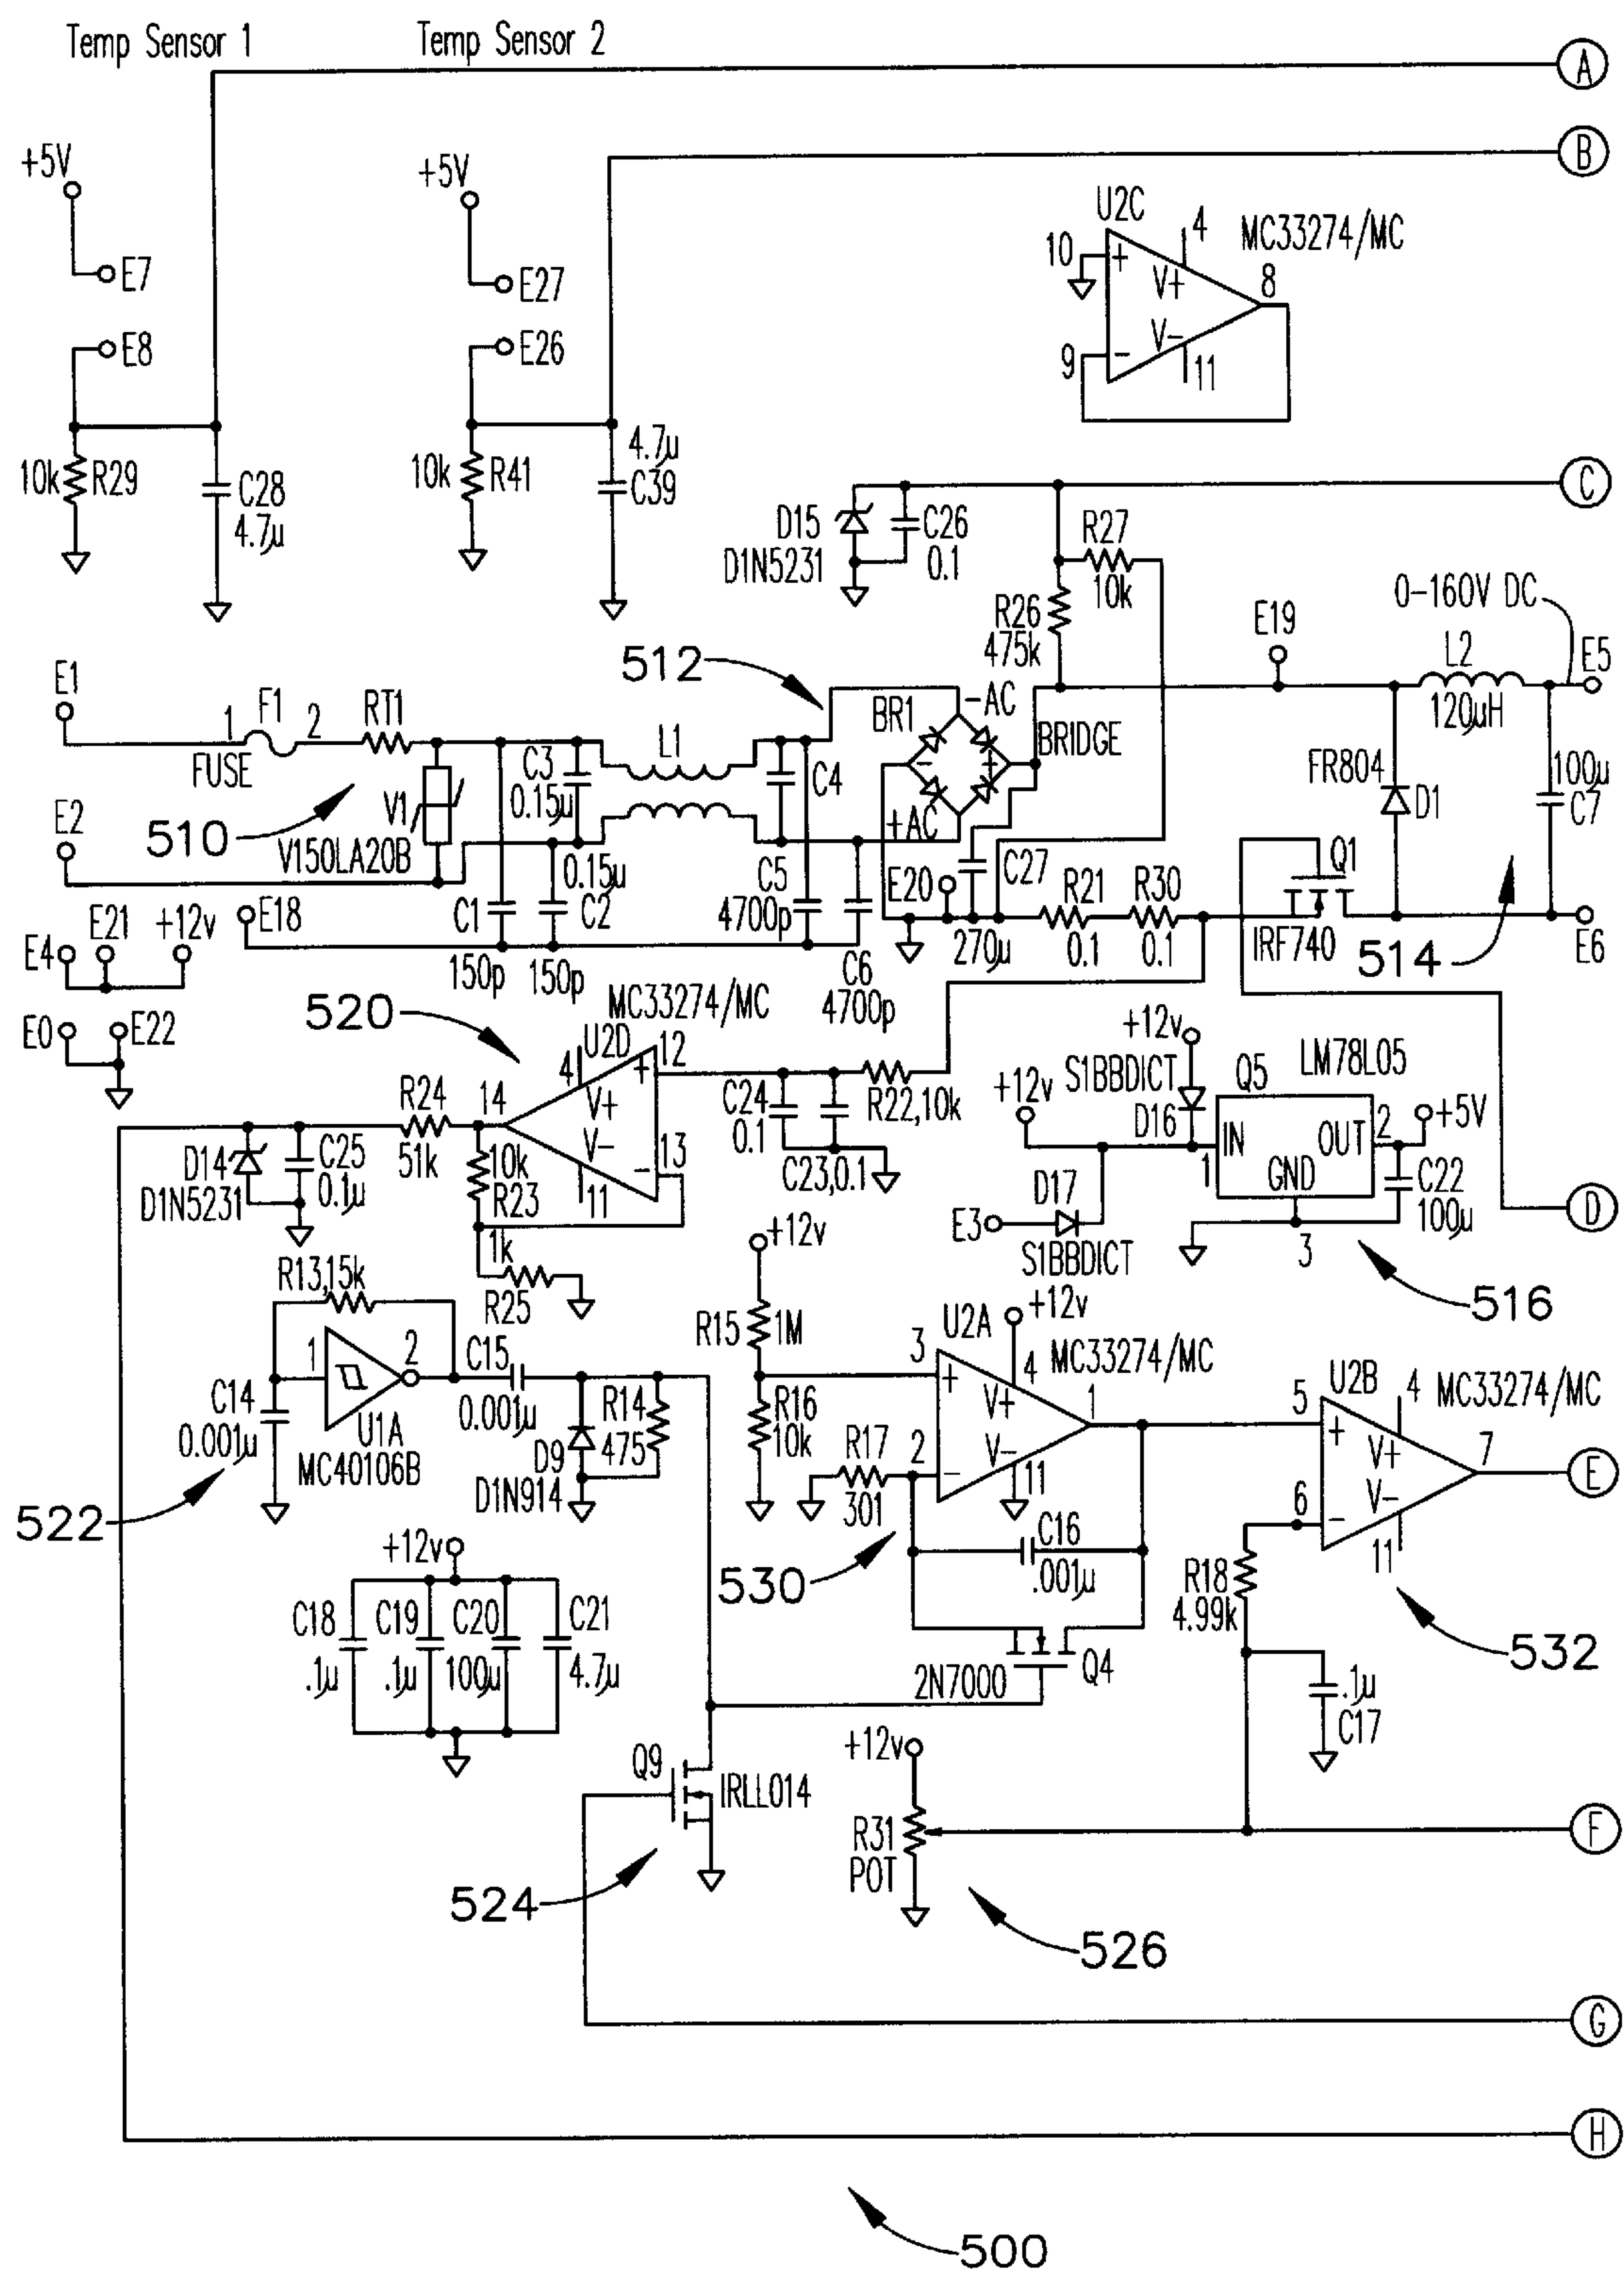 Temp Sensor 1
Temp Sensor 2
A
B
+5V
+5V
E7
E27
E8
E26
U2C
4
MC33274/MC
10
+
V+
8
V-
9
-
11
10k
R29
C28
4.7µ
10k
R41
4.7µ
C39
C
D15
D1N5231
C26
0.1
R27
10k
R26
475k
0-160V DC
E19
L2
120µH
E5
512
E1
F1
1
2
FUSE
RT1
L1
BR1
-AC
BRIDGE
-
+
+AC
C3
0.15µ
C4
FR804
D1
100µ
C7
510
V1
V150LA20B
E2
0.15µ
C2
C5
4700p
E20
C27
270µ
R21
0.1
R30
0.1
Q1
IRF740
514
E6
E21
+12v
E4
E18
C1
150p
150p
C6
4700p
E0
E22
520
MC33274/MC
U2D
4
+
12
V+
V-
14
-
13
11
R24
51k
10k
R23
1k
R25
C24
0.1
R22,10k
C23,0.1
D14
D1N5231
C25
0.1µ
+12v
+12v
S1BBDICT
D16
Q5
LM78L05
IN
OUT
GND
1
2
3
+5V
C22
100µ
D17
E3
S1BBDICT
D
516
R13,15k
1
2
C14
0.001µ
U1A
MC40106B
C15
0.001µ
D9
D1N914
R14
475
522
+12v
R15
1M
R16
10k
+12v
U2A
MC33274/MC
3
+
4
V+
V-
1
2
-
11
R17
301
530
C16
.001µ
2N7000
Q4
U2B
5
+
4
MC33274/MC
V+
V-
7
6
-
11
E
R18
4.99k
532
.1µ
C17
+12v
C18
.1µ
C19
.1µ
C20
100µ
C21
4.7µ
Q9
IRLL014
524
+12v
R31
POT
F
526
G
H
500